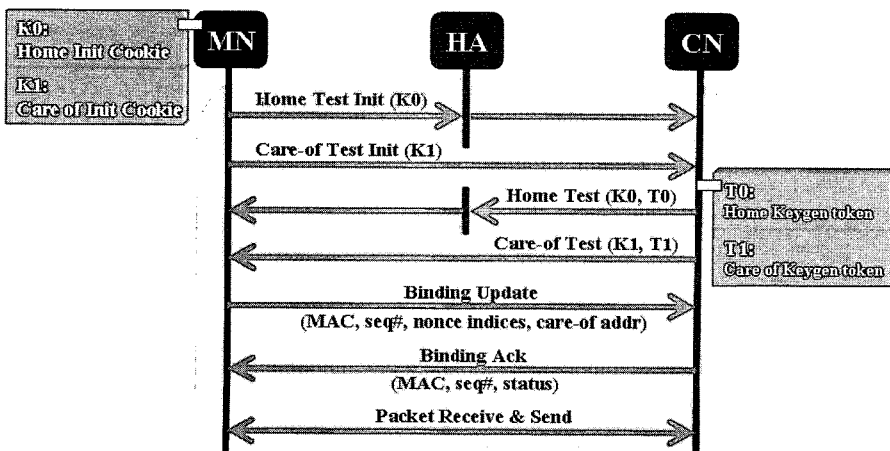 K0:
Home Init Cookie
K1:
Care of Init Cookie
MN
HA
CN
Home Test Init (K0)
Care-of Test Init (K1)
Home Test (K0, T0)
Care-of Test (K1, T1)
T0:
Home Keygen token
T1:
Care of Keygen token
Binding Update
(MAC, seq#, nonce indices, care-of addr)
Binding Ack
(MAC, seq#, status)
Packet Receive & Send